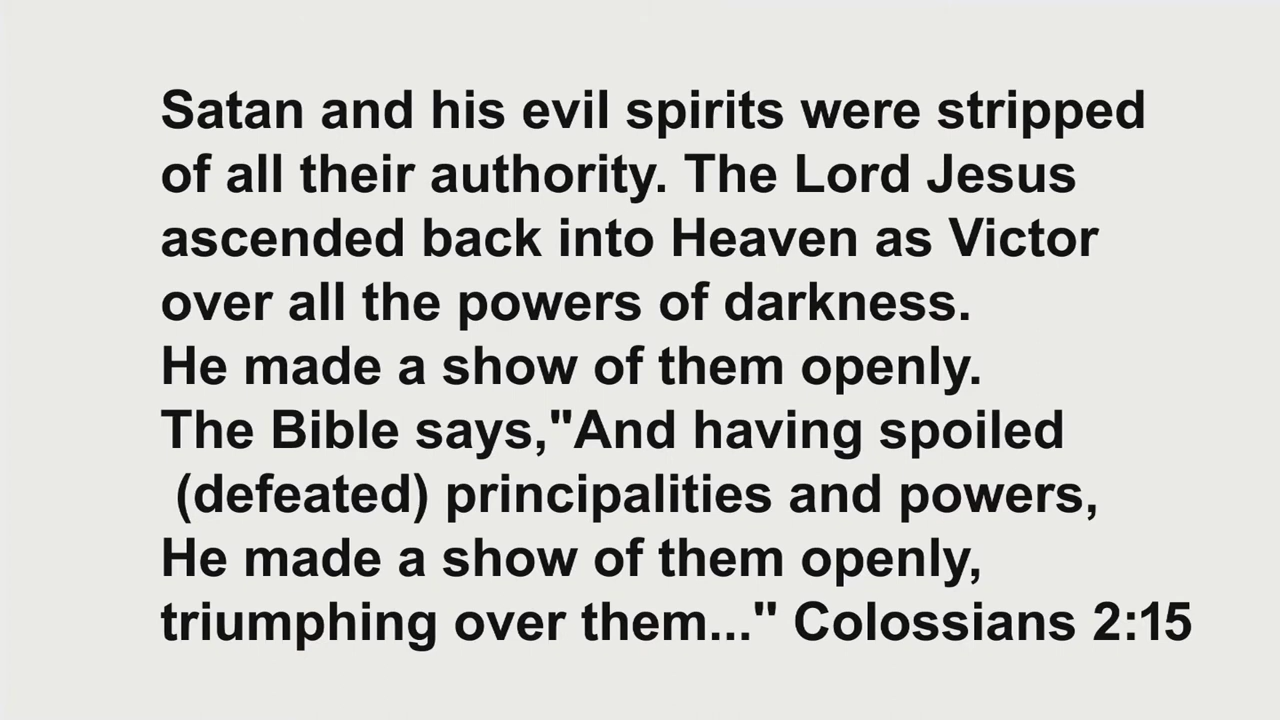 Satan and his evil spirits were stripped
of all their authority. The Lord Jesus
ascended back into Heaven as Victor
over all the powers of darkness.
He made a show of them openly.
The Bible says,"And having spoiled
(defeated) principalities and powers,
He made a show of them openly,
triumphing over them..." Colossians 2:15